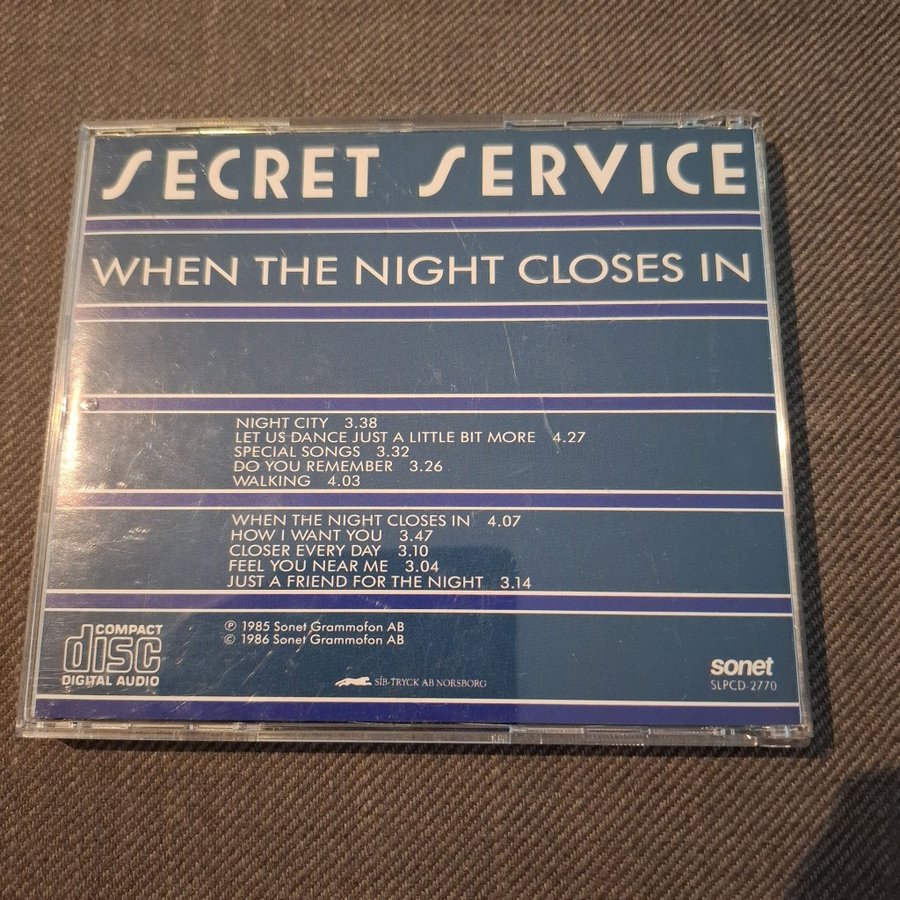 SECRET SERVICE
WHEN THE NIGHT CLOSES IN
NIGHT CITY 3.38
LET US DANCE JUST A LITTLE BIT MORE 4.27
SPECIAL SONGS 3.32
DO YOU REMEMBER 3.26
WALKING 4.03
WHEN THE NIGHT CLOSES IN 4.07
HOW I WANT YOU 3.47
CLOSER EVERY DAY 3.10
FEEL YOU NEAR ME 3.04
JUST A FRIEND FOR THE NIGHT 3.14
℗ 1985 Sonet Grammofon AB
© 1986 Sonet Grammofon AB
COMPACT
disc
DIGITAL AUDIO
SIB-TRYCK AB NORSBORG
sonet
SLPCD 2770